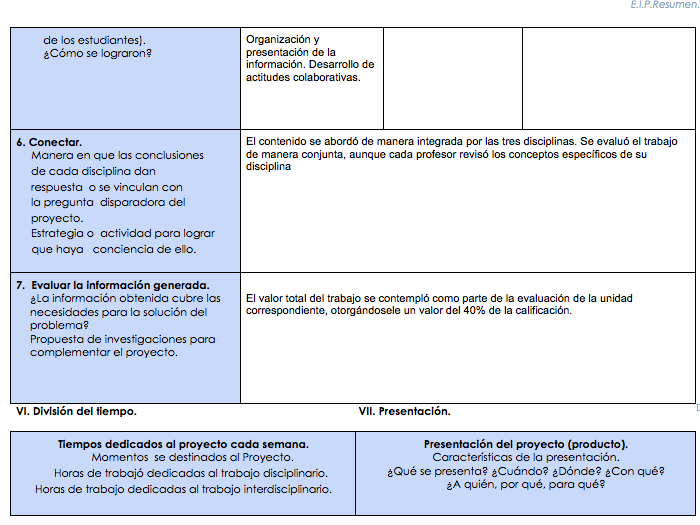 E.I.P.Resumen.
de los estudiantes).
¿Cómo se lograron?
Organización y
presentación de la
información. Desarrollo de
actitudes colaborativas.
6. Conectar.
Manera en que las conclusiones
de cada disciplina dan
respuesta o se vinculan con
la pregunta disparadora del
proyecto.
Estrategia o actividad para lograr
que haya conciencia de ello.
El contenido se abordó de manera integrada por las tres disciplinas. Se evaluó el trabajo
de manera conjunta, aunque cada profesor revisó los conceptos específicos de su
disciplina
7. Evaluar la información generada.
¿La información obtenida cubre las
necesidades para la solución del
problema?
Propuesta de investigaciones para
complementar el proyecto.
El valor total del trabajo se contempló como parte de la evaluación de la unidad
correspondiente, otorgándosele un valor del 40% de la calificación.
VI. División del tiempo.
VII. Presentación.
Tiempos dedicados al proyecto cada semana.
Momentos se destinados al Proyecto.
Horas de trabajó dedicadas al trabajo disciplinario.
Horas de trabajo dedicadas al trabajo interdisciplinario.
Presentación del proyecto (producto).
Características de la presentación.
¿Qué se presenta? ¿Cuándo? ¿Dónde? ¿Con qué?
¿A quién, por qué, para qué?